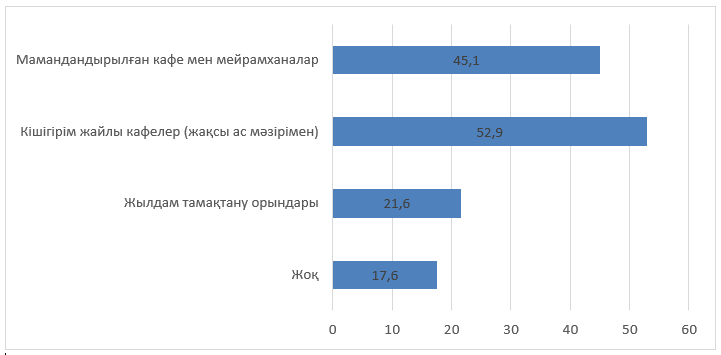 Мамандандырылған кафе мен мейрамханалар
45,1
Кішігірім жайлы кафелер (жақсы ас мәзірімен)
52,9
Жылдам тамақтану орындары
21,6
Жоқ
17,6
0 10 20 30 40 50 60